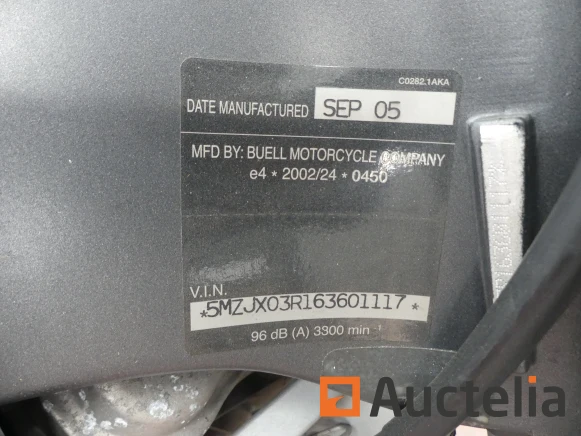 C0282.1AKA
DATE MANUFACTURED SEP 05
MFD BY: BUELL MOTORCYCLE COMPANY
e4 * 2002/24 * 0450
V.I.N.
*5MZJX03R163601117*
96 dB (A) 3300 min⁻¹
Auctelia